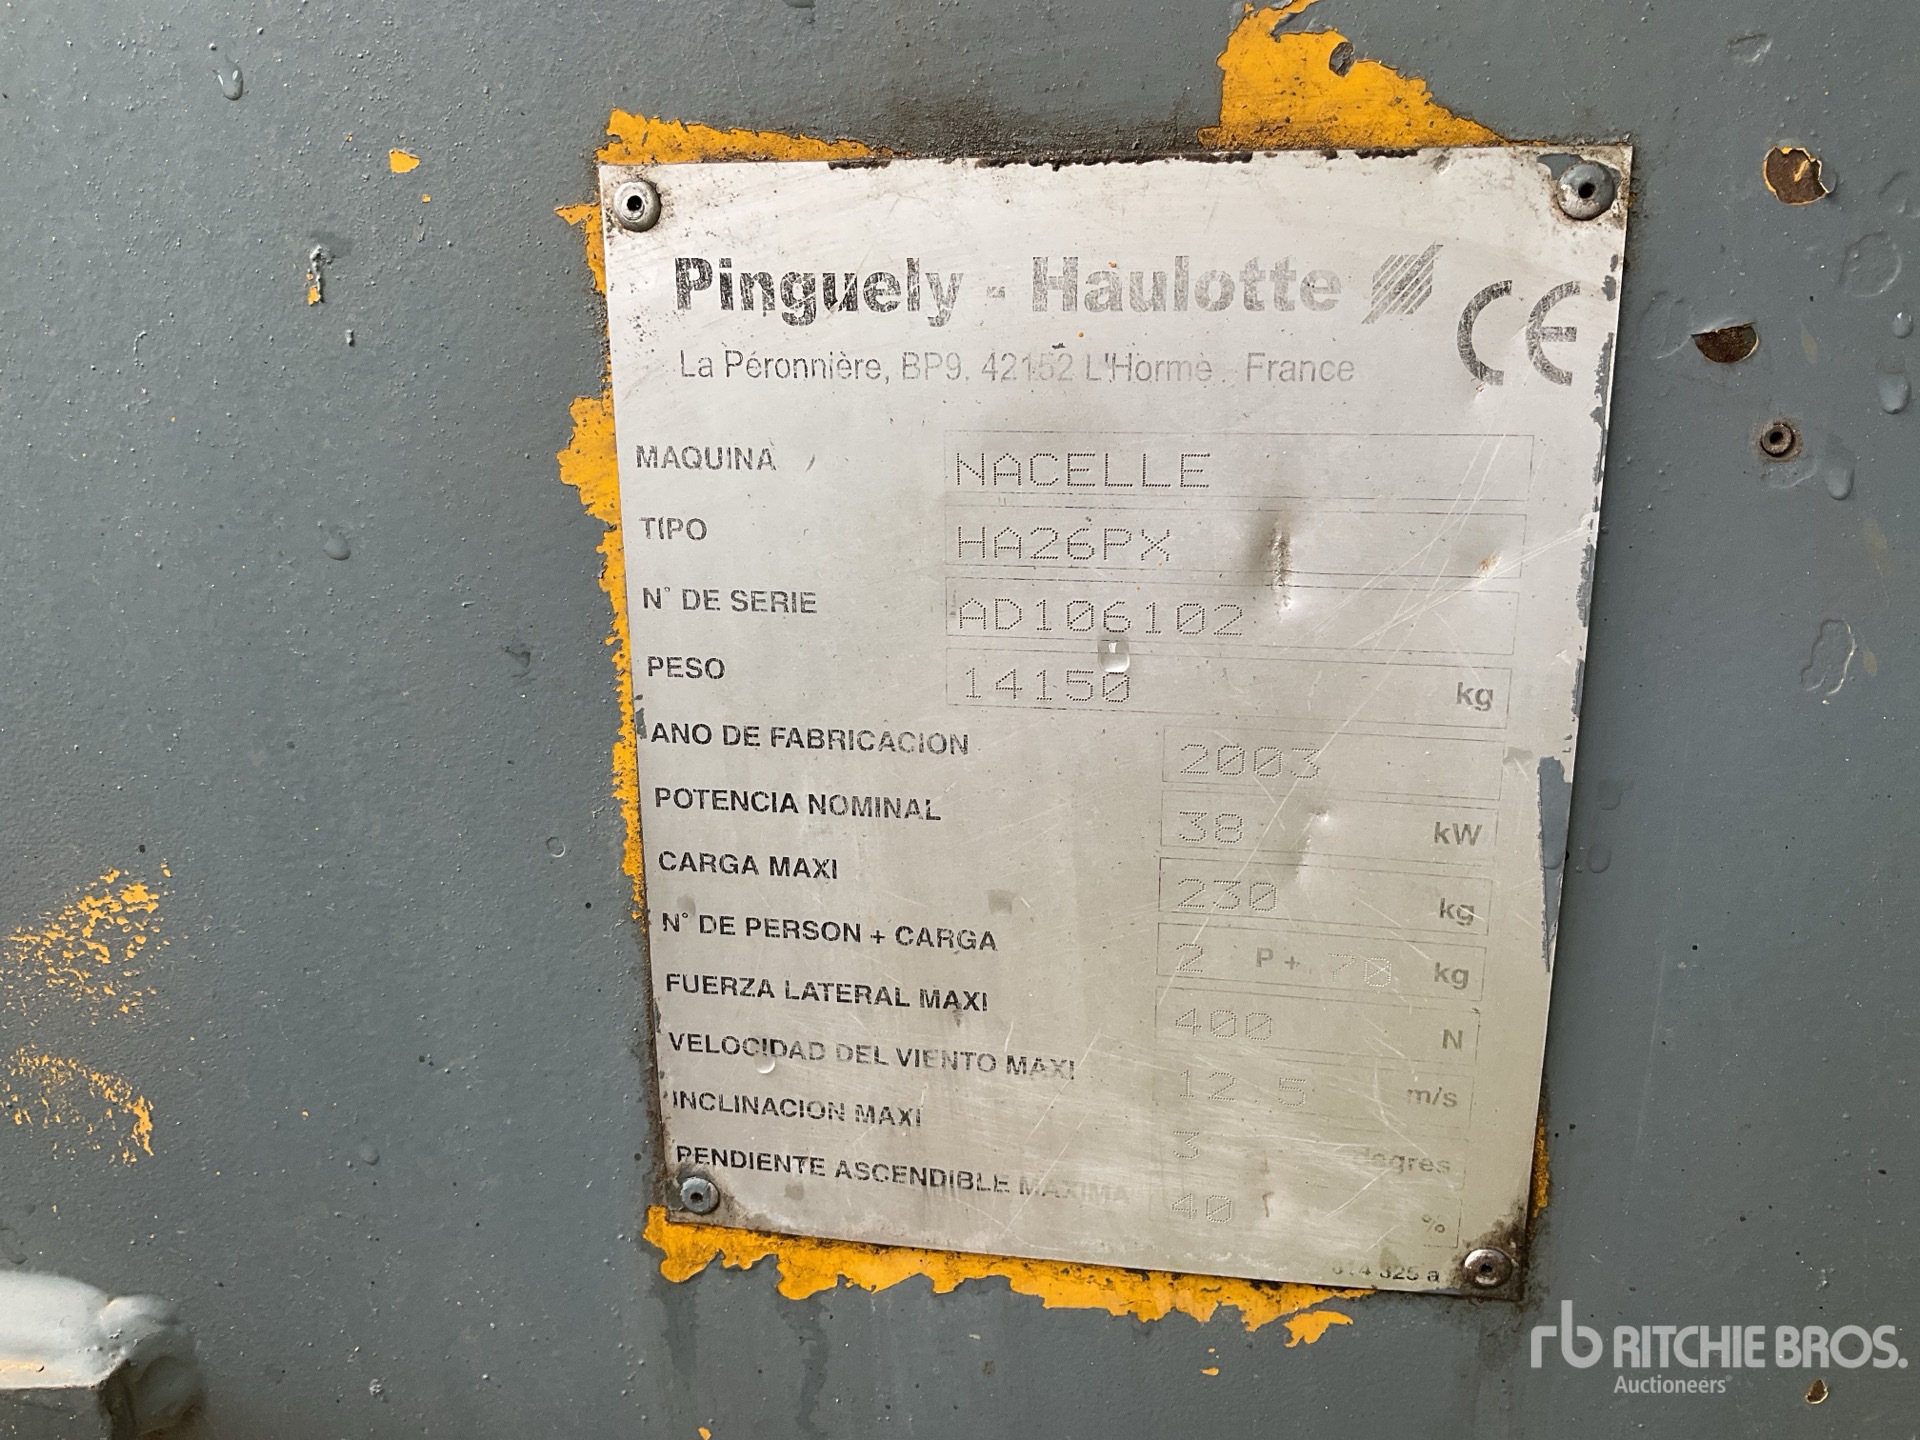 Pinguely - Haulotte CE
La Péronnière, BP9. 42152 L'Horme France
MAQUINA NACELLE
TIPO HA26PX
N° DE SERIE AD106102
PESO 14150 kg
ANO DE FABRICACION 2003
POTENCIA NOMINAL 38 kW
CARGA MAXI 230 kg
N° DE PERSON + CARGA 2 P + 70 kg
FUERZA LATERAL MAXI 400 N
VELOCIDAD DEL VIENTO MAXI 12.5 m/s
INCLINACION MAXI 3 degres
PENDIENTE ASCENDIBLE MAXIMA 40 %
325 a
rb RITCHIE BROS.
Auctioneers